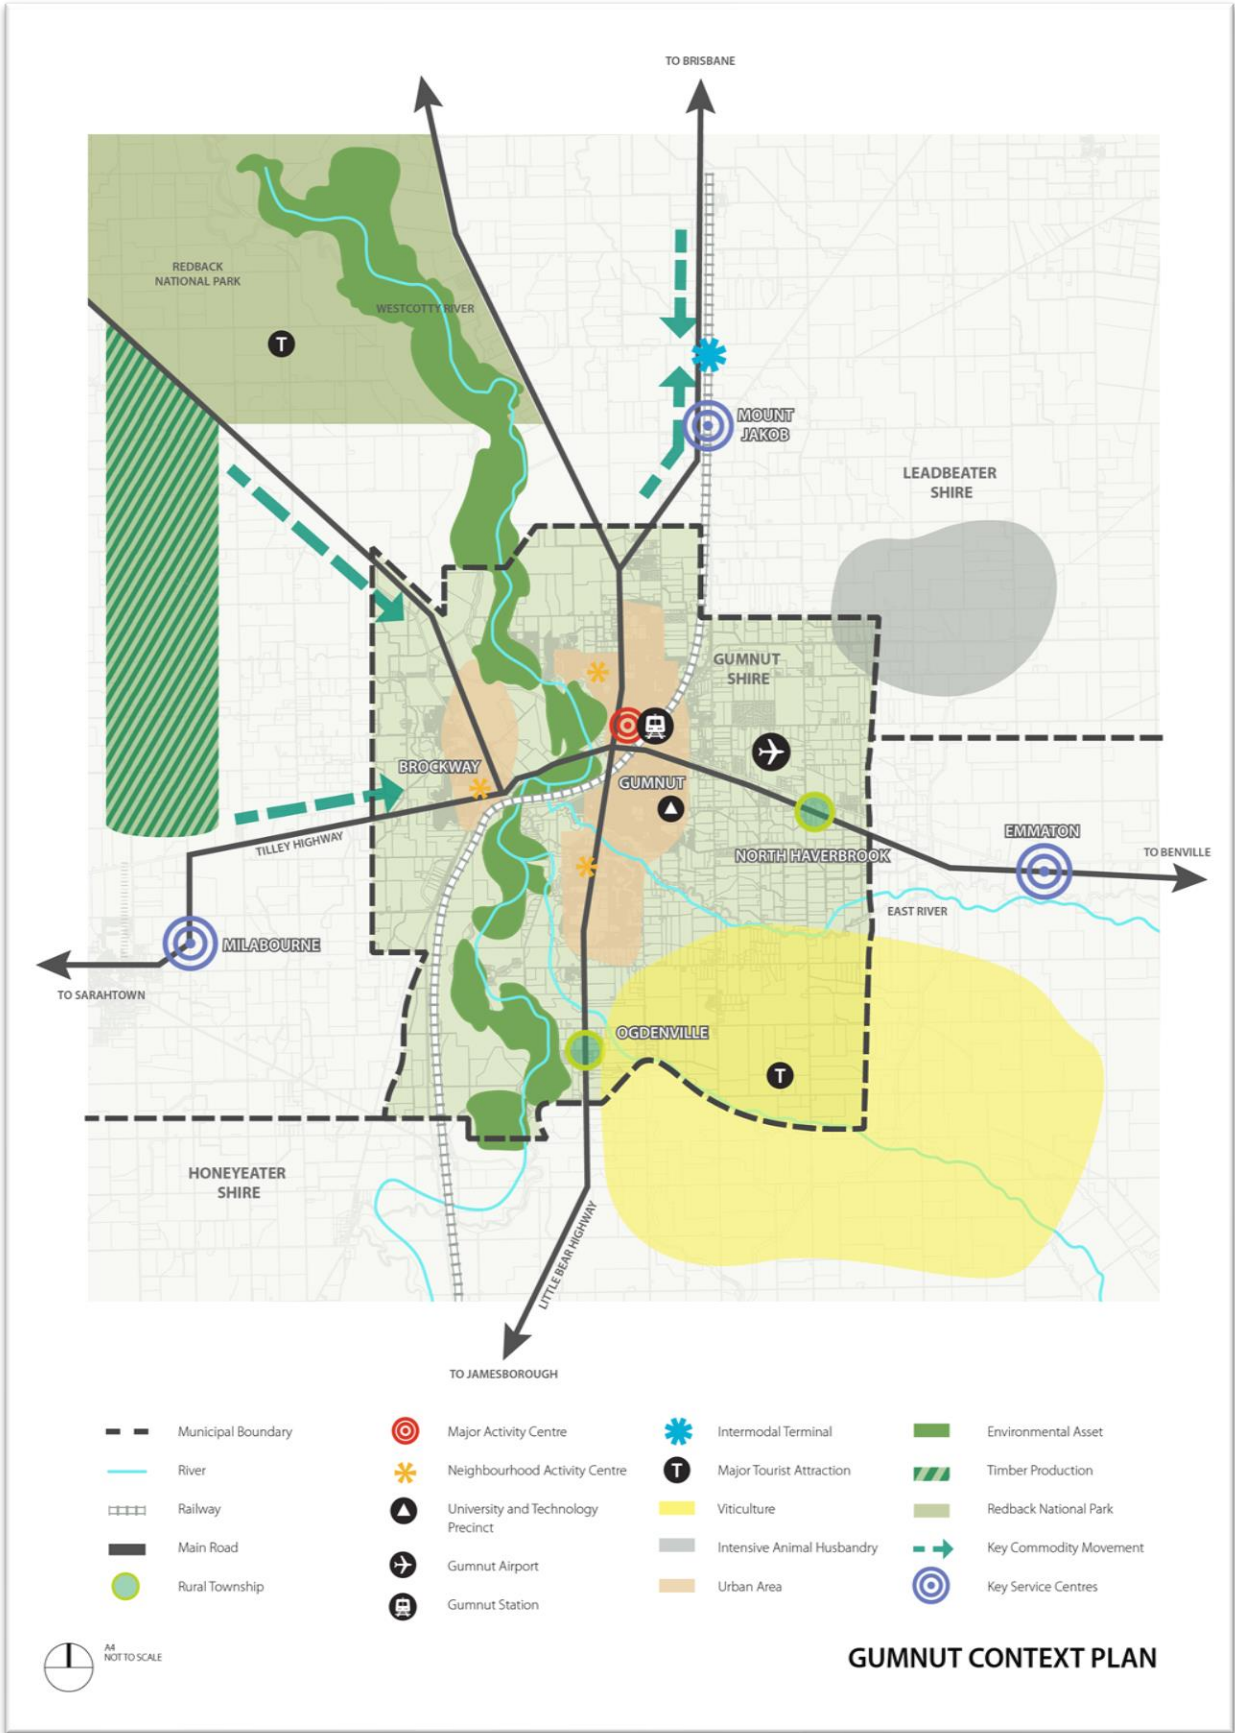 TO BRISBANE
REDBACK
NATIONAL PARK
WESTCOTTY RIVER
T
MOUNT
JAKOB
LEADBEATER
SHIRE
GUMNUT
SHIRE
BROCKWAY
GUMNUT
TILLEY HIGHWAY
NORTH HAVERBROOK
EMMATON
TO BENVILLE
EAST RIVER
MILABOURNE
TO SARAHTOWN
OGDENVILLE
T
HONEYEATER
SHIRE
LITTLE BEAR HIGHWAY
TO JAMESBOROUGH
Municipal Boundary
River
Railway
Main Road
Rural Township
Major Activity Centre
Neighbourhood Activity Centre
University and Technology
Precinct
Gumnut Airport
Gumnut Station
Intermodal Terminal
T Major Tourist Attraction
Viticulture
Intensive Animal Husbandry
Urban Area
Environmental Asset
Timber Production
Redback National Park
Key Commodity Movement
Key Service Centres
A4
NOT TO SCALE
GUMNUT CONTEXT PLAN